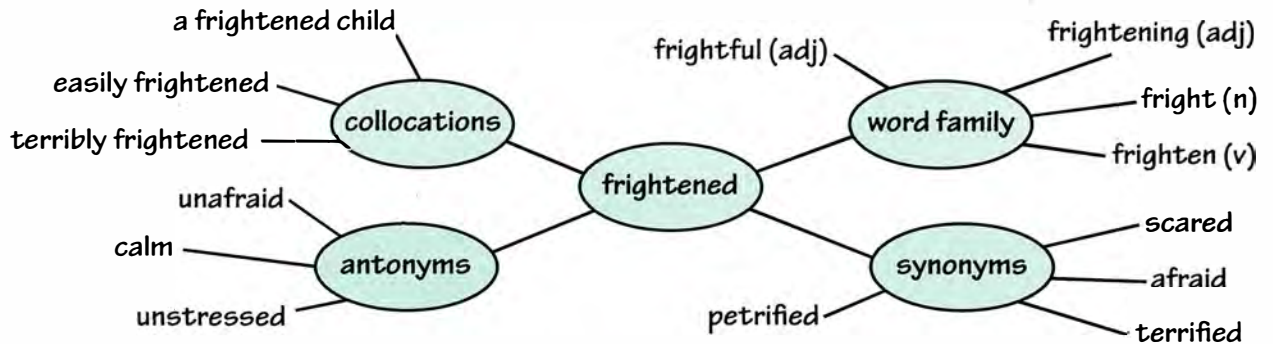 a frightened child
easily frightened
terribly frightened
collocations
frightful (adj)
frightening (adj)
fright (n)
frighten (v)
word family
frightened
unafraid
calm
unstressed
antonyms
synonyms
scared
afraid
terrified
petrified